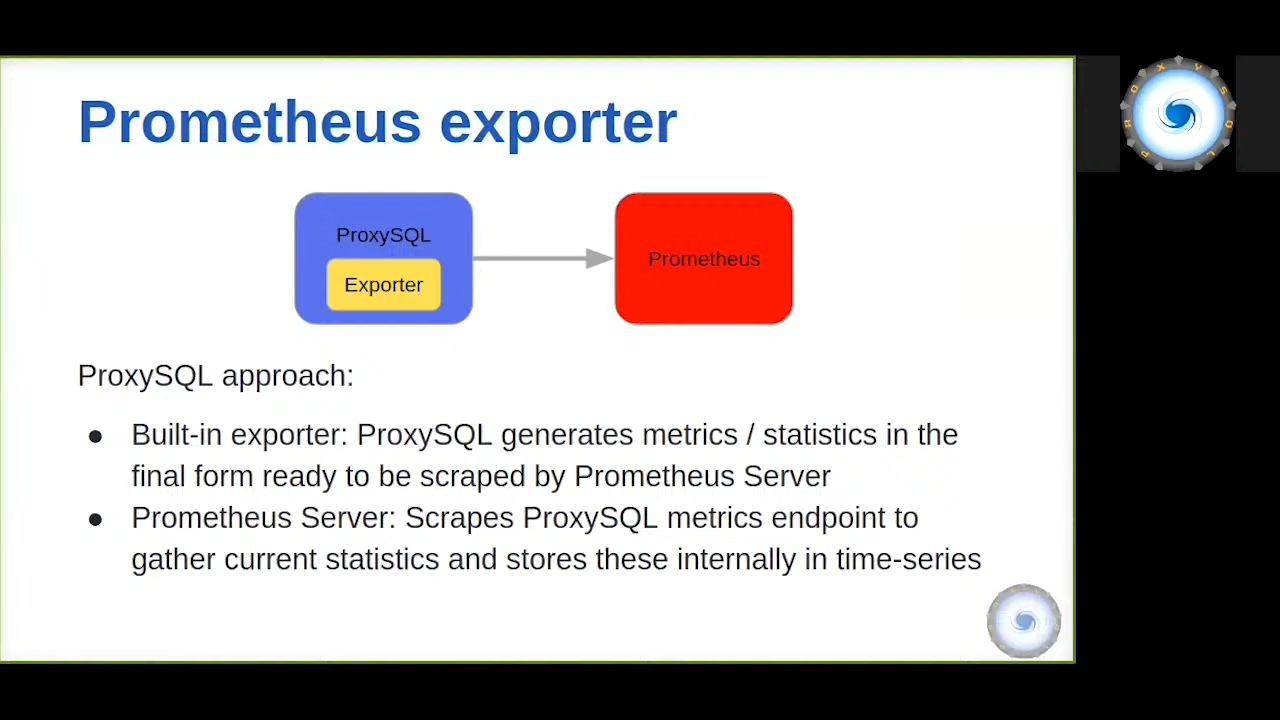 Prometheus exporter
ProxySQL
Exporter
Prometheus
ProxySQL approach:
● Built-in exporter: ProxySQL generates metrics / statistics in the
final form ready to be scraped by Prometheus Server
● Prometheus Server: Scrapes ProxySQL metrics endpoint to
gather current statistics and stores these internally in time-series
PROXYSQL